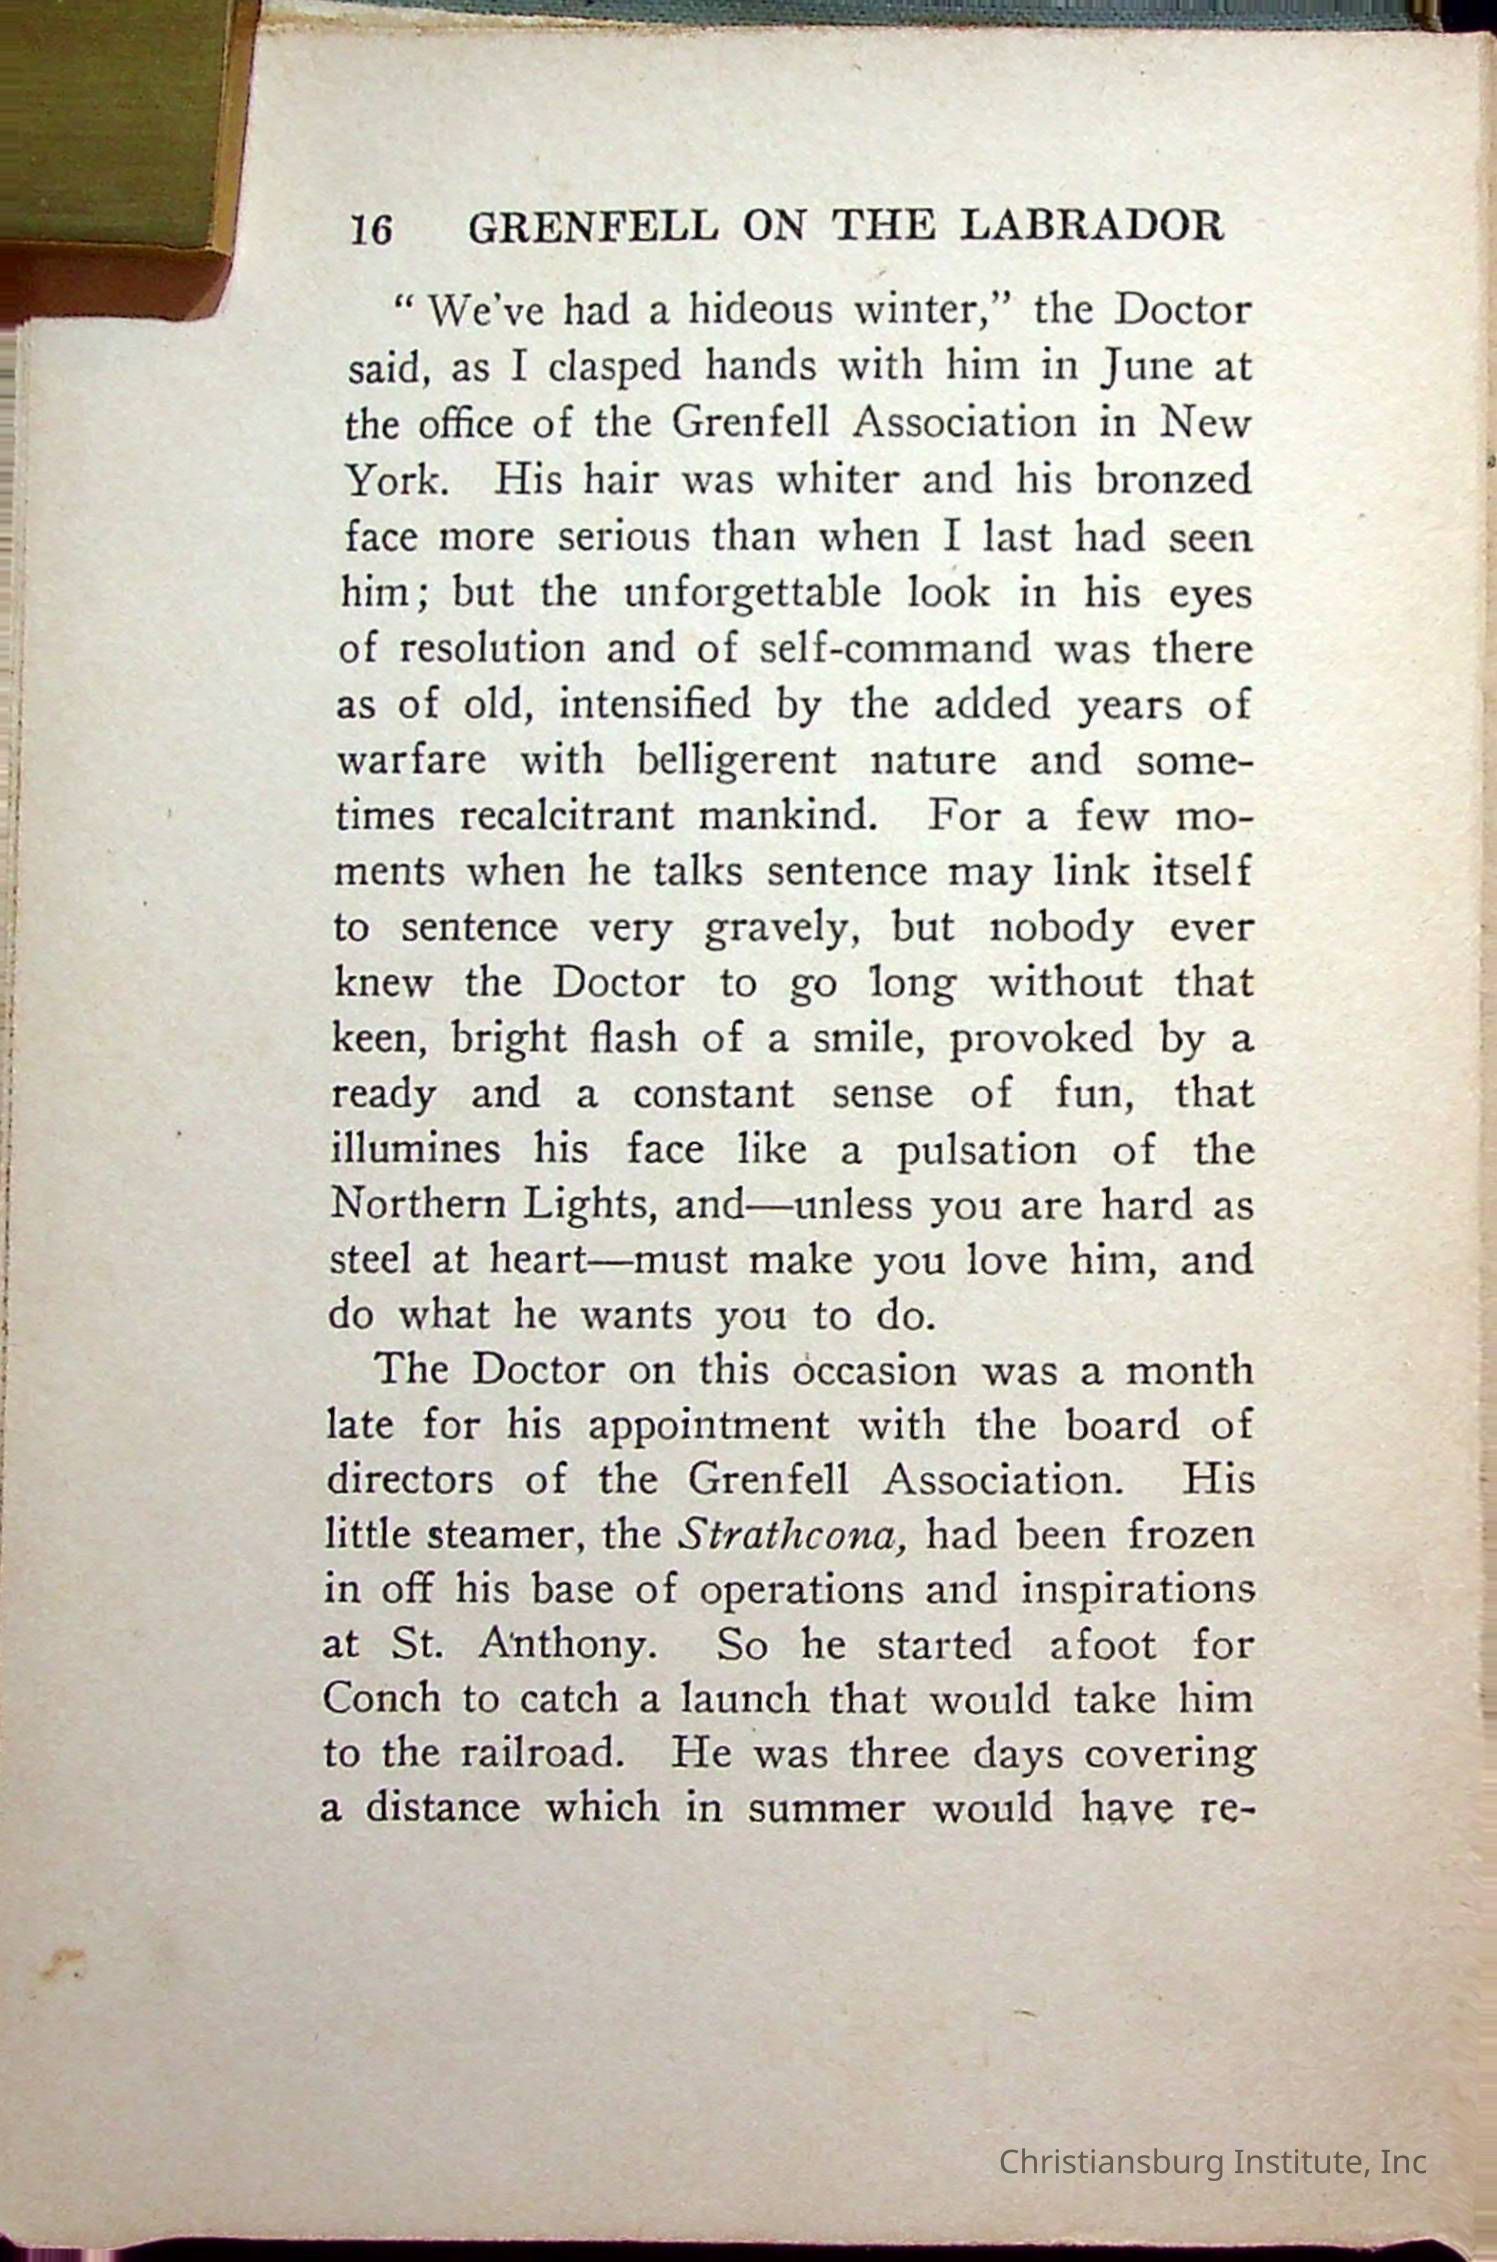 16 GRENFELL ON THE LABRADOR
“ We've had a hideous winter,” the Doctor
said, as I clasped hands with him in June at
the office of the Grenfell Association in New
York. His hair was whiter and his bronzed
face more serious than when I last had seen
him; but the unforgettable look in his eyes
of resolution and of self-command was there
as of old, intensified by the added years of
warfare with belligerent nature and some-
times recalcitrant mankind. For a few mo-
ments when he talks sentence may link itself
to sentence very gravely, but nobody ever
knew the Doctor to go long without that
keen, bright flash of a smile, provoked by a
ready and a constant sense of fun, that
illumines his face like a pulsation of the
Northern Lights, and—unless you are hard as
steel at heart—must make you love him, and
do what he wants you to do.
The Doctor on this occasion was a month
late for his appointment with the board of
directors of the Grenfell Association. His
little steamer, the Strathcona, had been frozen
in off his base of operations and inspirations
at St. Anthony. So he started afoot for
Conch to catch a launch that would take him
to the railroad. He was three days covering
a distance which in summer would have re-
Christiansburg Institute, Inc